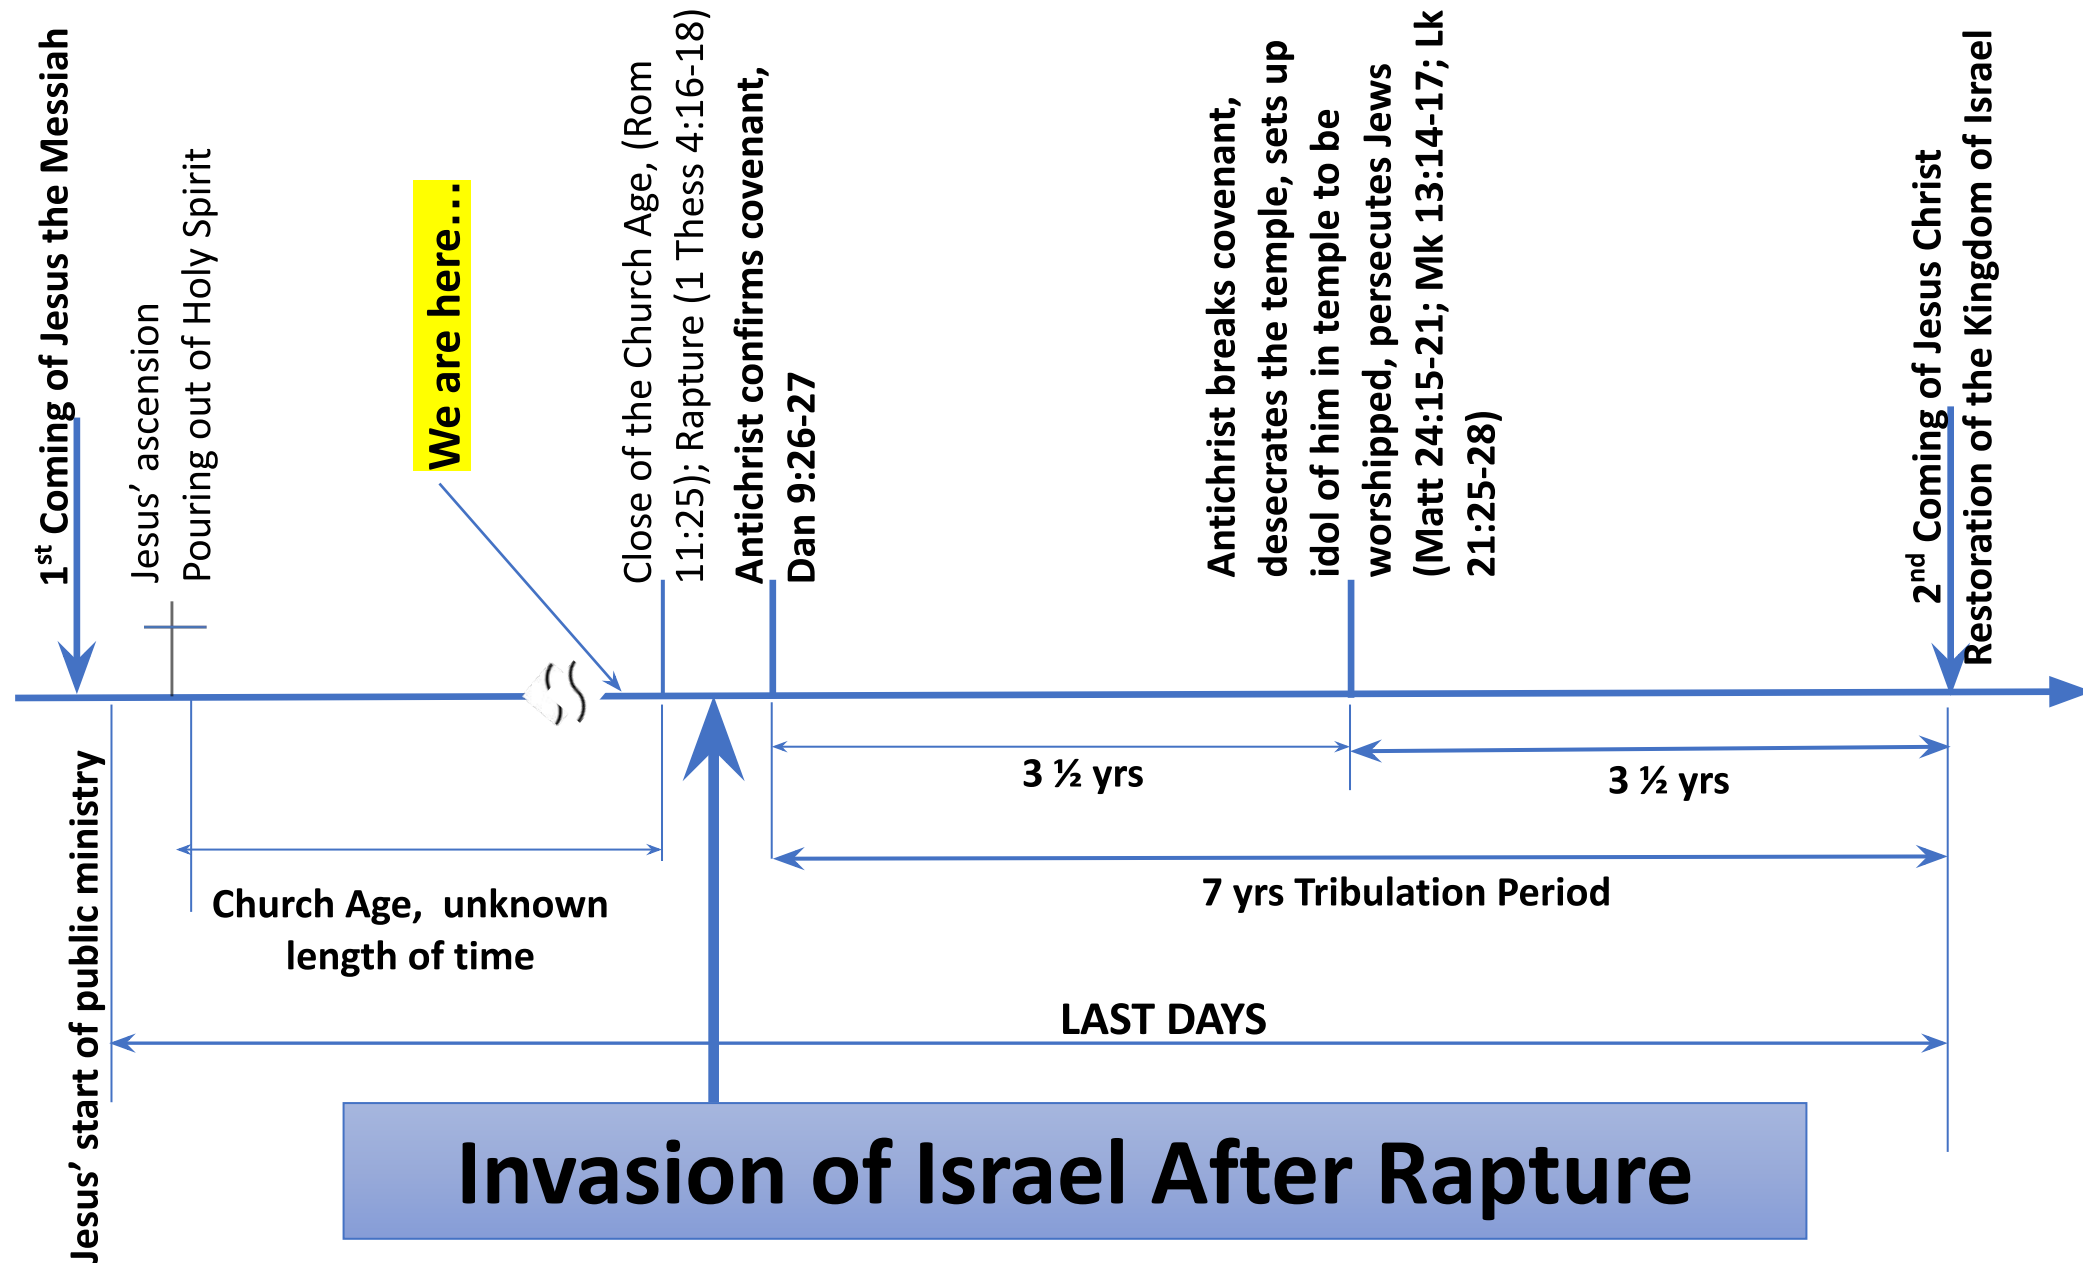 1st Coming of Jesus the Messiah
Jesus’ ascension
Pouring out of Holy Spirit
We are here…
Close of the Church Age, (Rom
11:25); Rapture (1 Thess 4:16-18)
Antichrist confirms covenant,
Dan 9:26-27
Antichrist breaks covenant,
desecrates the temple, sets up
idol of him in temple to be
worshipped, persecutes Jews
(Matt 24:15-21; Mk 13:14-17; Lk
21:25-28)
2nd Coming of Jesus Christ
Restoration of the Kingdom of Israel
Jesus’ start of public ministry
3 ½ yrs
3 ½ yrs
Church Age, unknown
length of time
7 yrs Tribulation Period
LAST DAYS
Invasion of Israel After Rapture